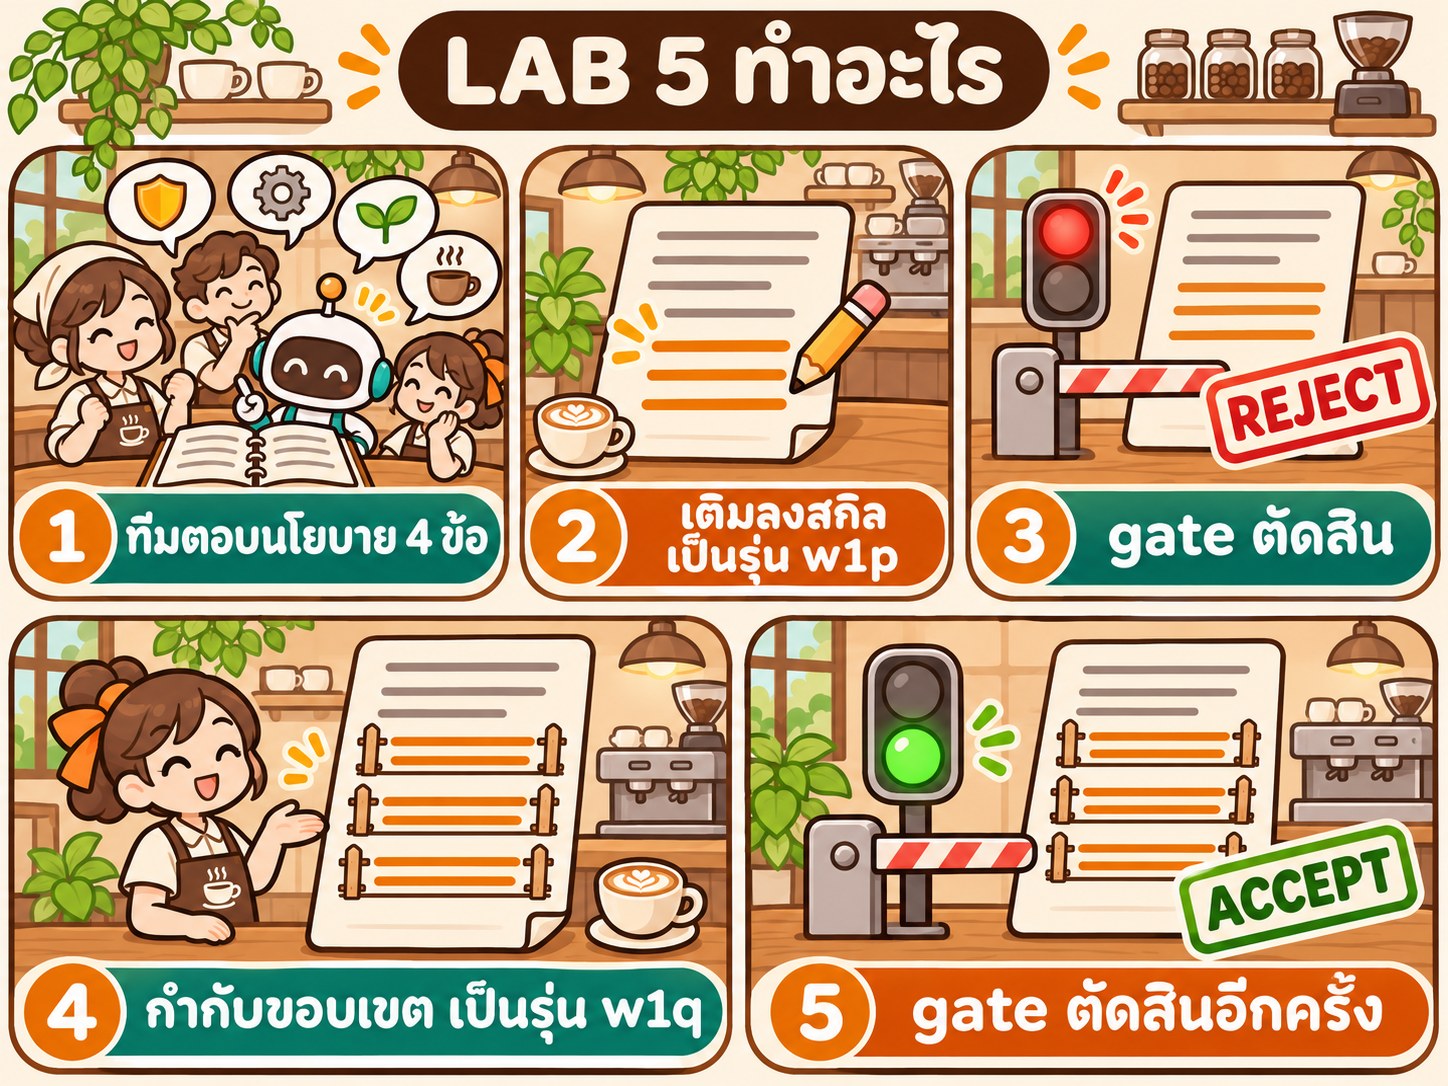 LAB 5 ทำอะไร
1 ทีมตอบนโยบาย 4 ข้อ
2 เติมลงสกิล
เป็นรุ่น w1p
REJECT
3 gate ตัดสิน
4 กำกับขอบเขต เป็นรุ่น w1q
ACCEPT
5 gate ตัดสินอีกครั้ง